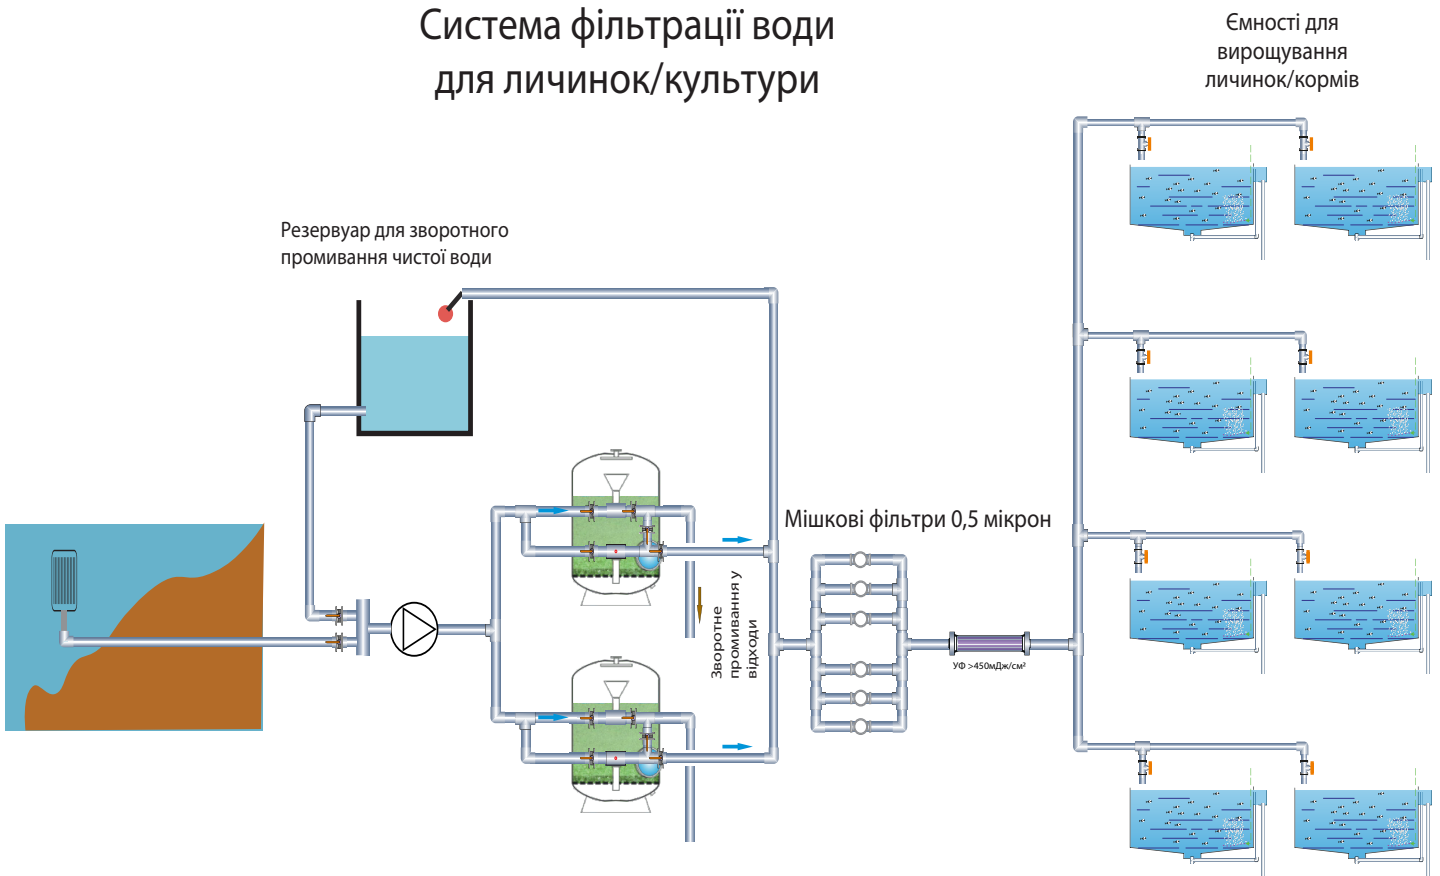 Система фільтрації води
для личинок/культури
Ємності для
вирощування
личинок/кормів
Резервуар для зворотного
промивання чистої води
Мішкові фільтри 0,5 мікрон
Зворотне
промивання у
відходи
УФ >450мДж/см²